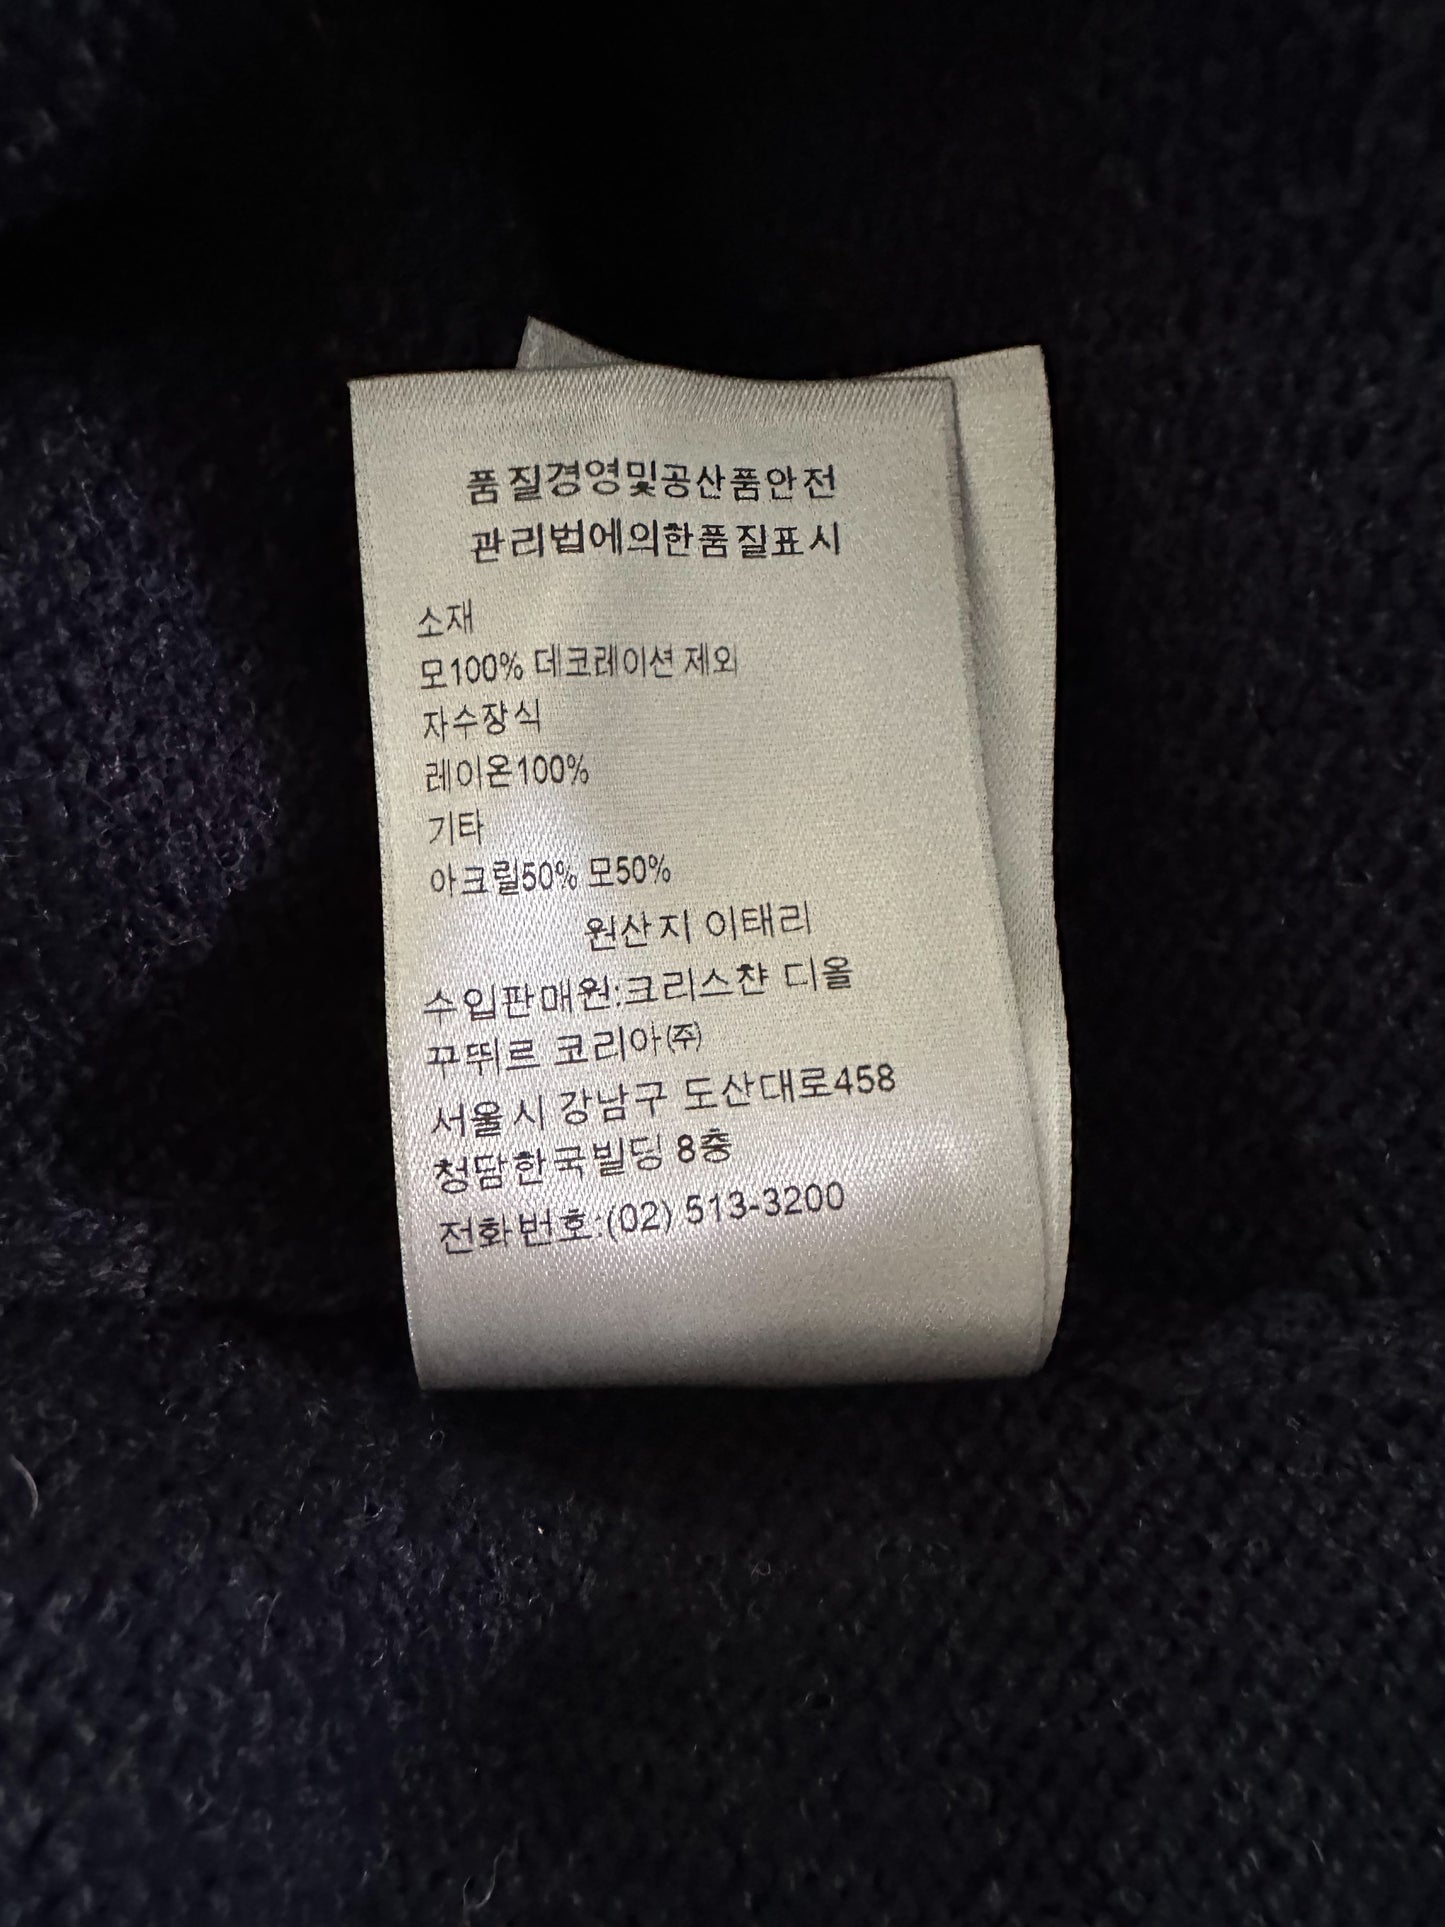 품질경영및공산품안전
관리법에의한품질표시
소재
모100% 데코레이션 제외
자수장식
레이온100%
기타
아크릴50% 모50%
원산지 이태리
수입판매원:크리스챤 디올
꾸뛰르 코리아㈜
서울시 강남구 도산대로458
청담한국빌딩 8층
전화번호:(02) 513-3200